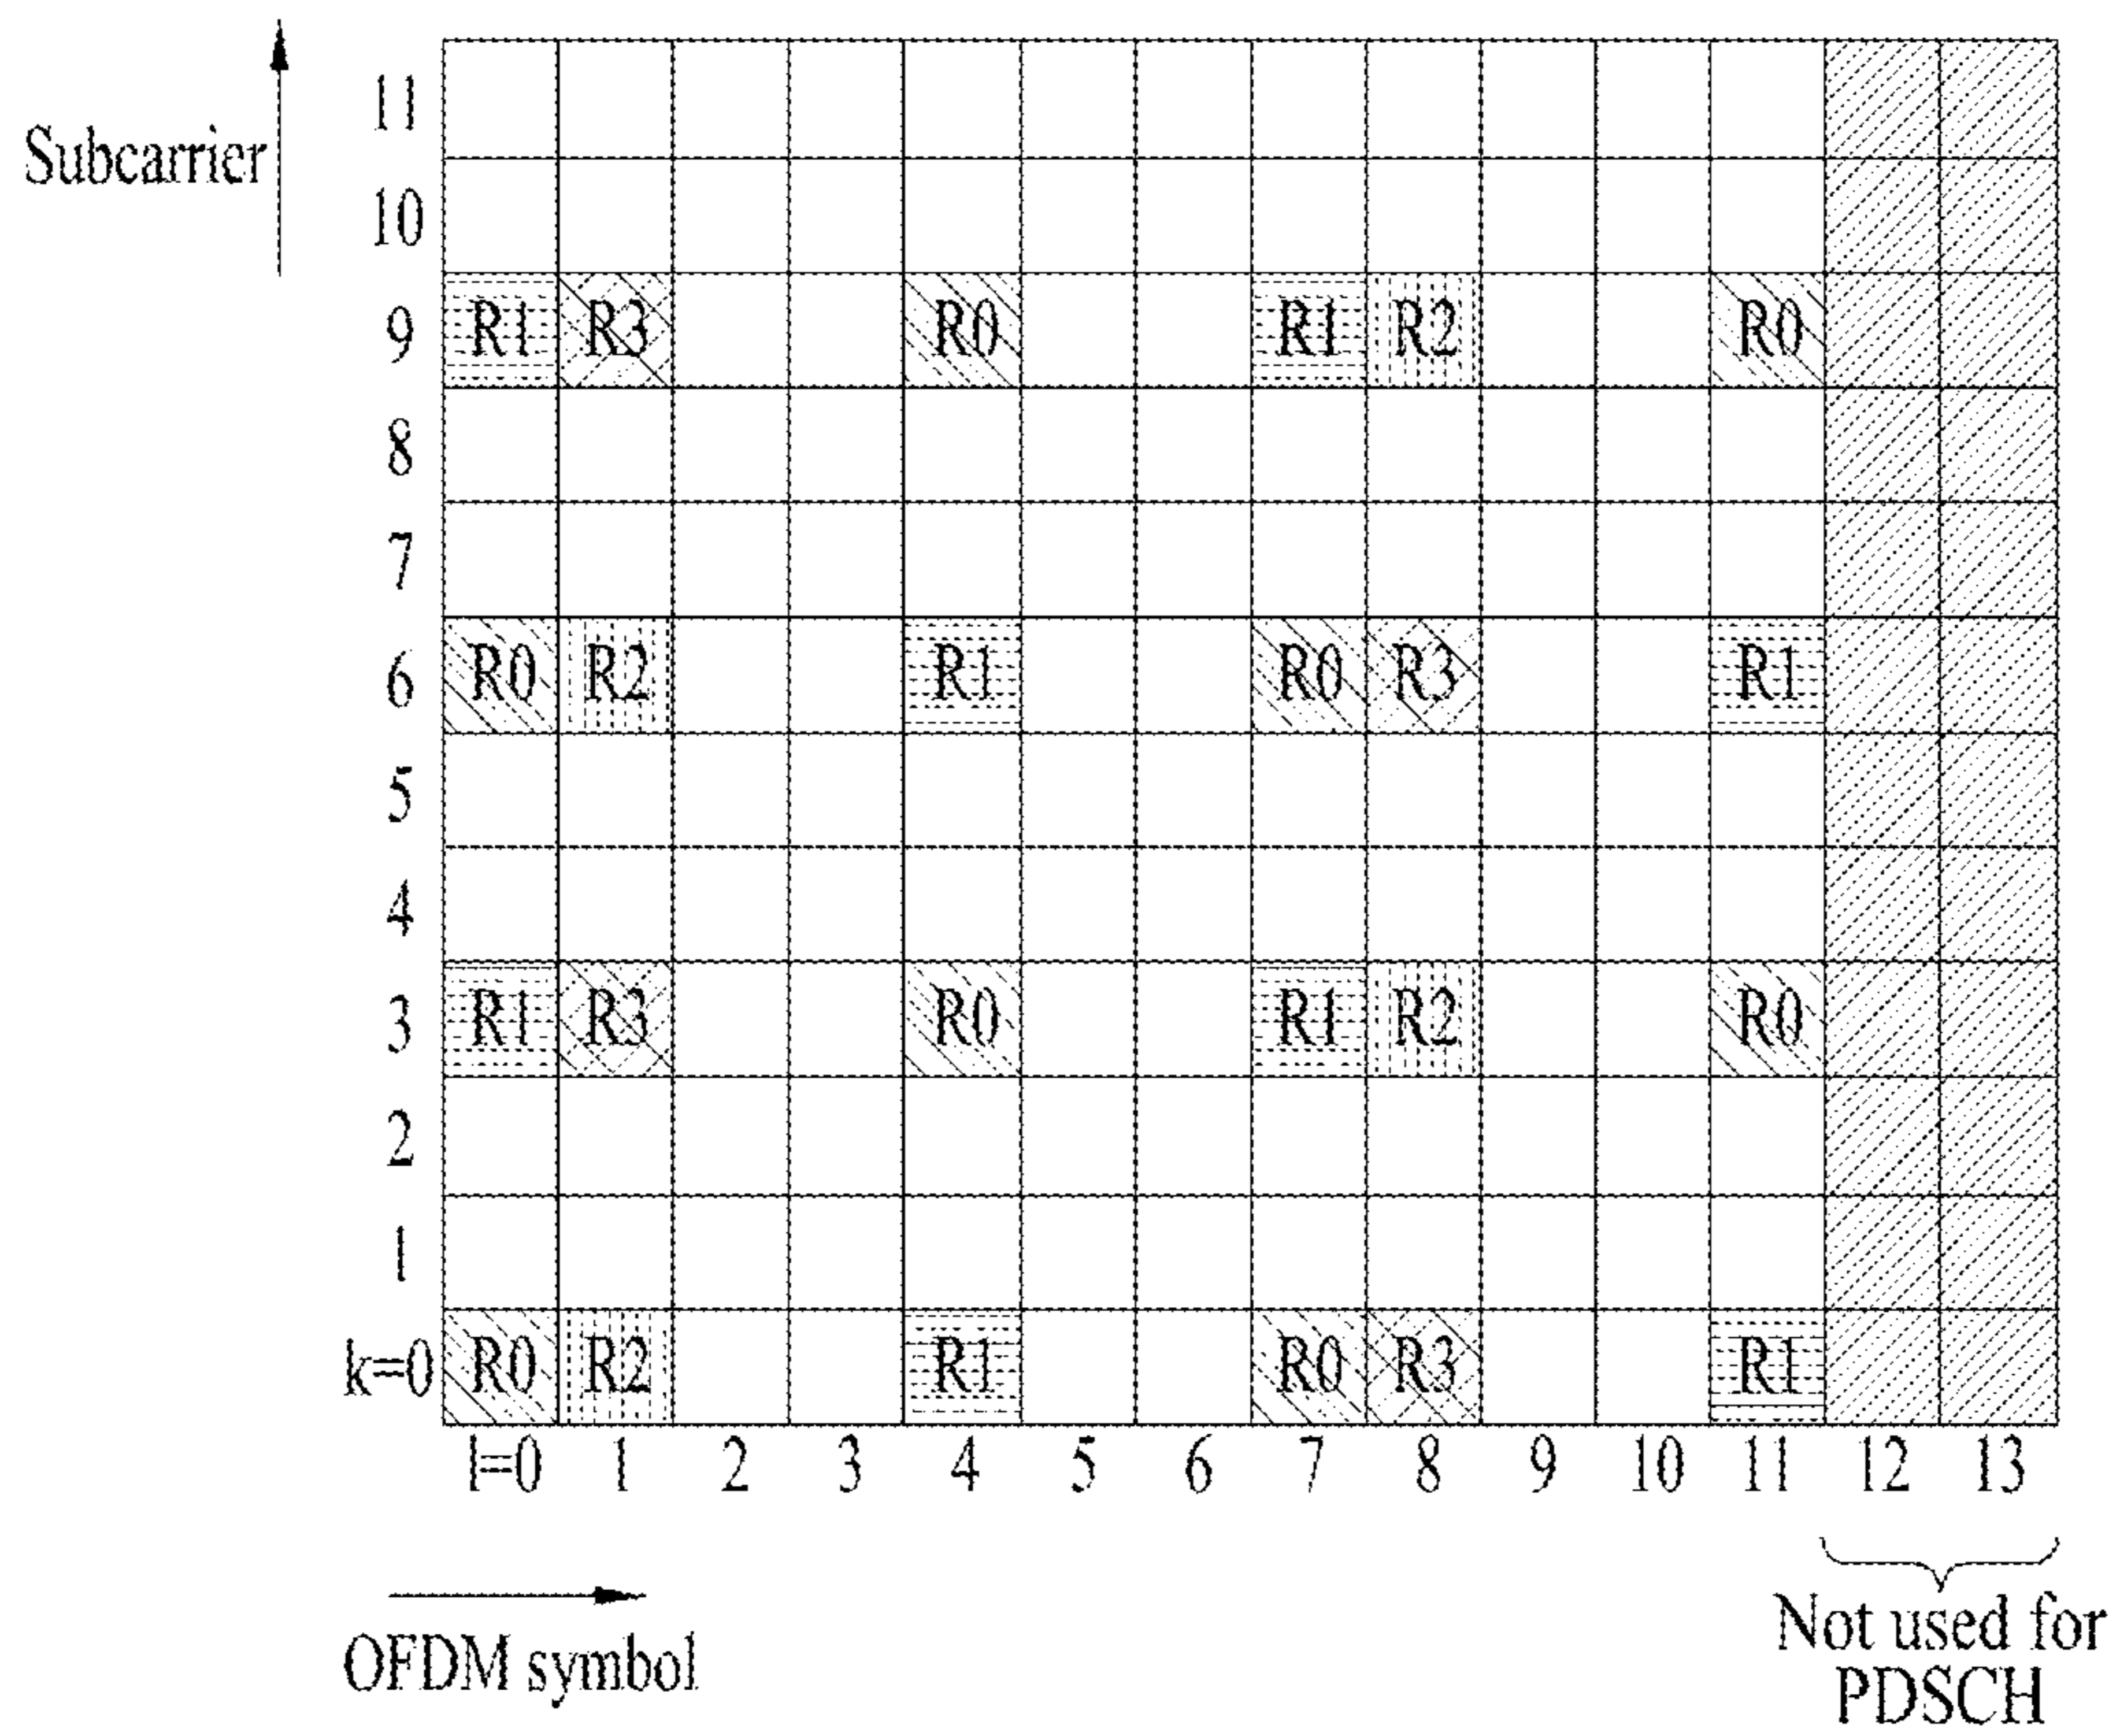 11
Subcarrier
10
9 R1 R3 R0 R1 R2 R0
8
7
6 R0 R2 R1 R0 R3 R1
5
4
3 R1 R3 R0 R1 R2 R0
2
1
k=0 R0 R2 R1 R0 R3 R1
l=0 1 2 3 4 5 6 7 8 9 10 11 12 13
OFDM symbol
Not used for
PDSCH